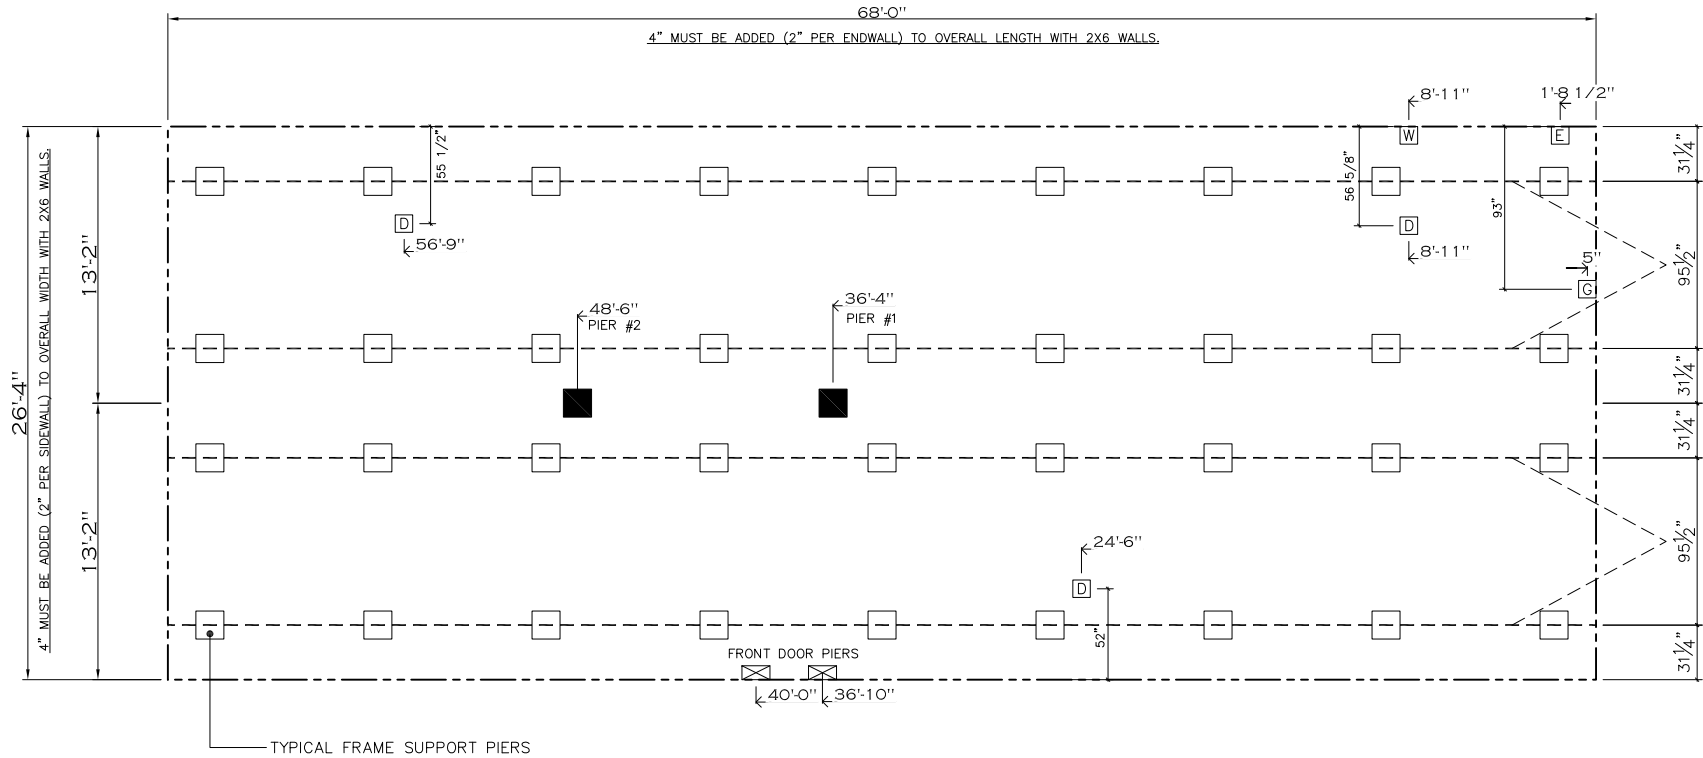 68'-0"
4" MUST BE ADDED (2" PER ENDWALL) TO OVERALL LENGTH WITH 2X6 WALLS.
8'-11"
1'-8 1/2"
W
E
55 1/2"
56 5/8"
93"
31 1/4"
D
56'-9"
D
8'-11"
5"
G
95 1/2"
13'-2"
48'-6"
PIER #2
36'-4"
PIER #1
31 1/4"
26'-4"
4" MUST BE ADDED (2" PER SIDEWALL) TO OVERALL WIDTH WITH 2X6 WALLS.
31 1/4"
13'-2"
24'-6"
D
52"
95 1/2"
FRONT DOOR PIERS
31 1/4"
40'-0"
36'-10"
TYPICAL FRAME SUPPORT PIERS